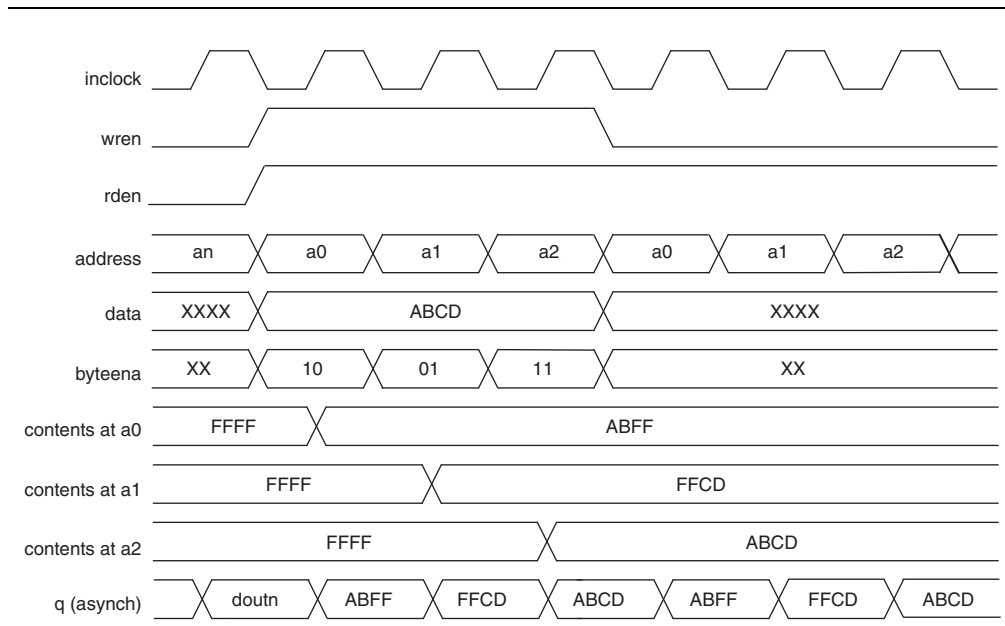 inclock
wren
rden
address an a0 a1 a2 a0 a1 a2
data XXXX ABCD XXXX
byteena XX 10 01 11 XX
contents at a0 FFFF ABFF
contents at a1 FFFF FFCD
contents at a2 FFFF ABCD
q (asynch) doutn ABFF FFCD ABCD ABFF FFCD ABCD